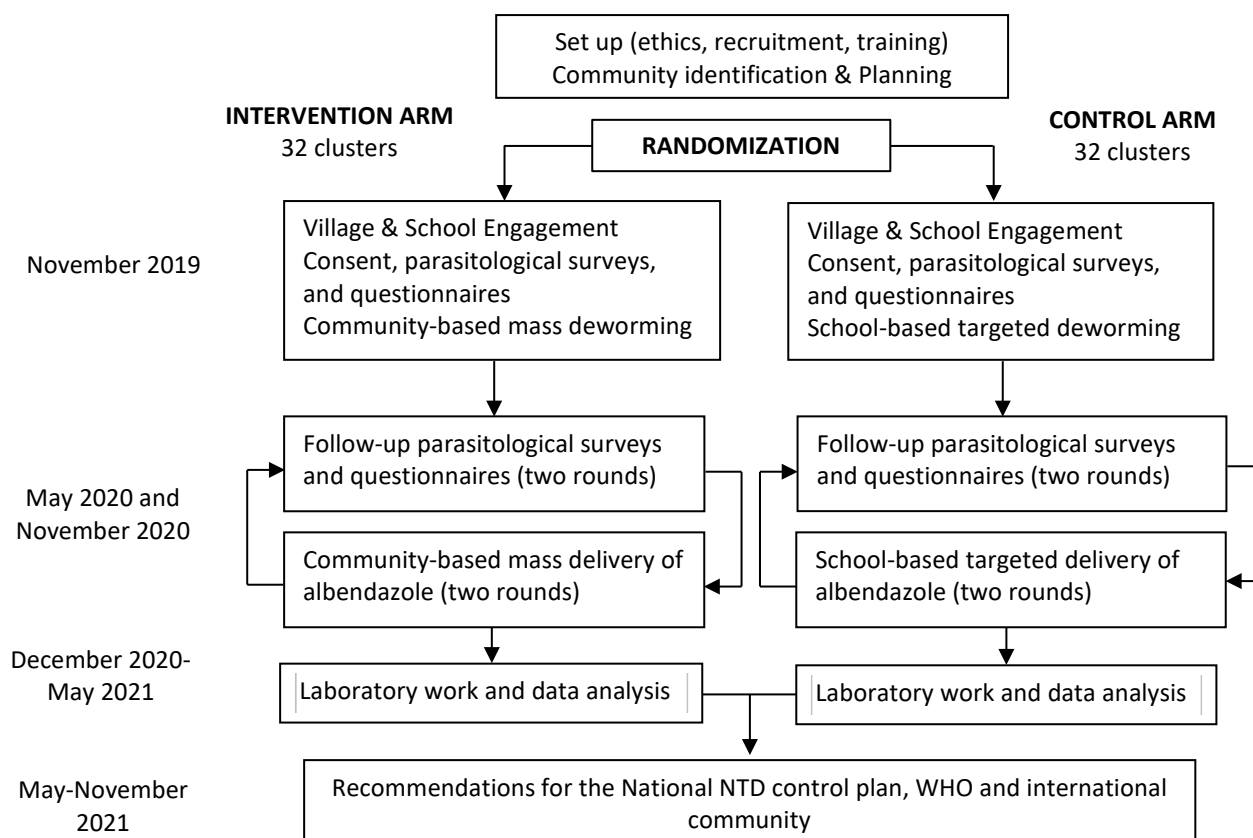 Set up (ethics, recruitment, training)
Community identification & Planning
INTERVENTION ARM
32 clusters
RANDOMIZATION
CONTROL ARM
32 clusters
November 2019
Village & School Engagement
Consent, parasitological surveys,
and questionnaires
Community-based mass deworming
Village & School Engagement
Consent, parasitological surveys,
and questionnaires
School-based targeted deworming
May 2020 and
November 2020
Follow-up parasitological surveys
and questionnaires (two rounds)
Follow-up parasitological surveys
and questionnaires (two rounds)
Community-based mass delivery of
albendazole (two rounds)
School-based targeted delivery of
albendazole (two rounds)
December 2020-
May 2021
Laboratory work and data analysis
Laboratory work and data analysis
May-November
2021
Recommendations for the National NTD control plan, WHO and international
community